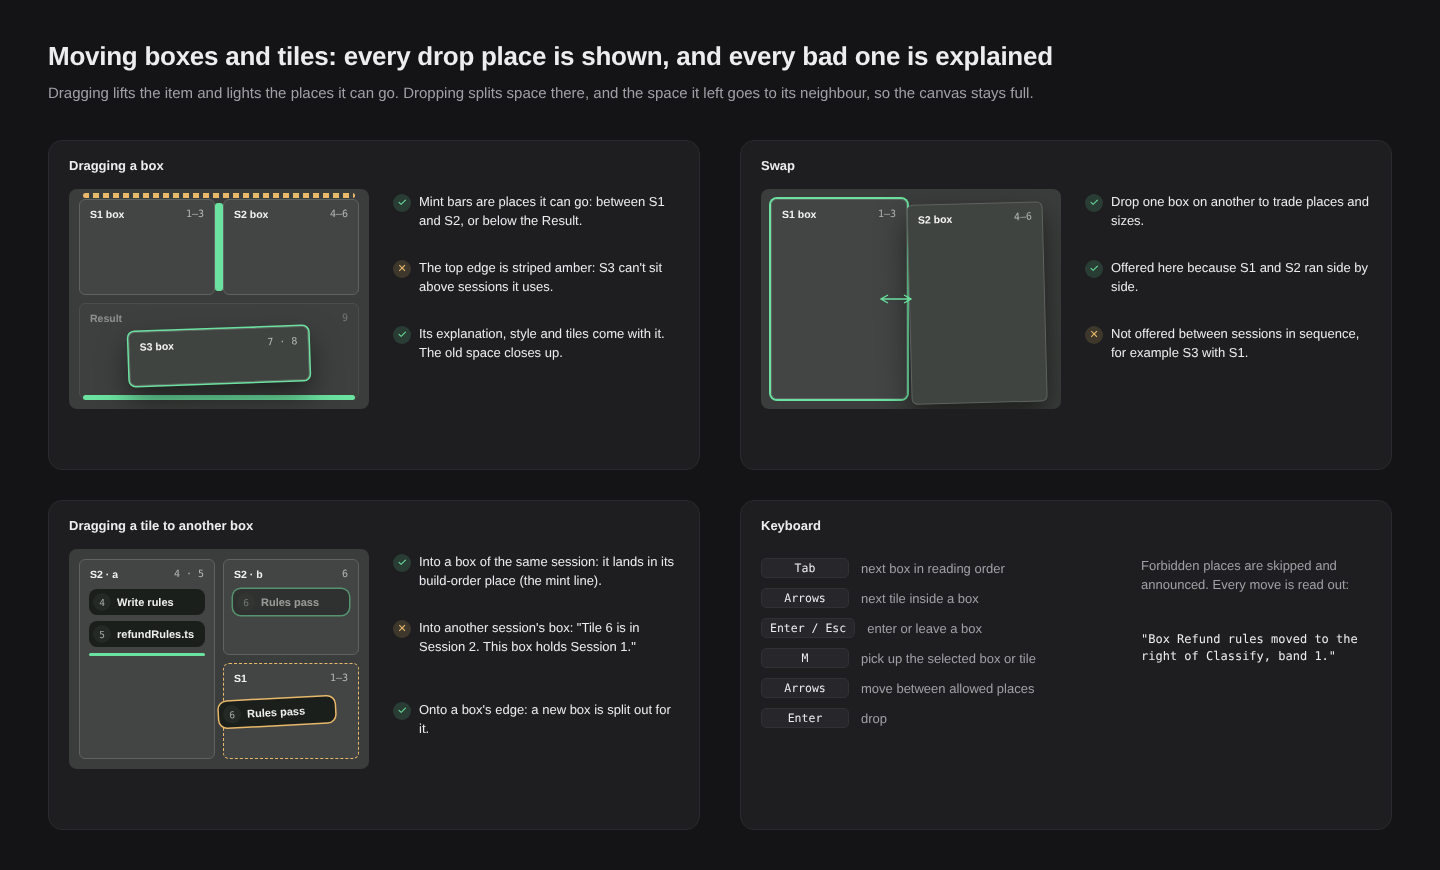 Moving boxes and tiles: every drop place is shown, and every bad one is explained
Dragging lifts the item and lights the places it can go. Dropping splits space there, and the space it left goes to its neighbour, so the canvas stays full.
Dragging a box
S1 box 1–3
S2 box 4–6
Result 9
S3 box 7 · 8
Mint bars are places it can go: between S1
and S2, or below the Result.
The top edge is striped amber: S3 can't sit
above sessions it uses.
Its explanation, style and tiles come with it.
The old space closes up.
Swap
S1 box 1–3
S2 box 4–6
Drop one box on another to trade places and
sizes.
Offered here because S1 and S2 ran side by
side.
Not offered between sessions in sequence,
for example S3 with S1.
Dragging a tile to another box
S2 · a 4 · 5
4 Write rules
5 refundRules.ts
S2 · b 6
6 Rules pass
S1 1–3
6 Rules pass
Into a box of the same session: it lands in its
build-order place (the mint line).
Into another session's box: "Tile 6 is in
Session 2. This box holds Session 1."
Onto a box's edge: a new box is split out for
it.
Keyboard
Tab next box in reading order
Arrows next tile inside a box
Enter / Esc enter or leave a box
M pick up the selected box or tile
Arrows move between allowed places
Enter drop
Forbidden places are skipped and
announced. Every move is read out:
"Box Refund rules moved to the
right of Classify, band 1."